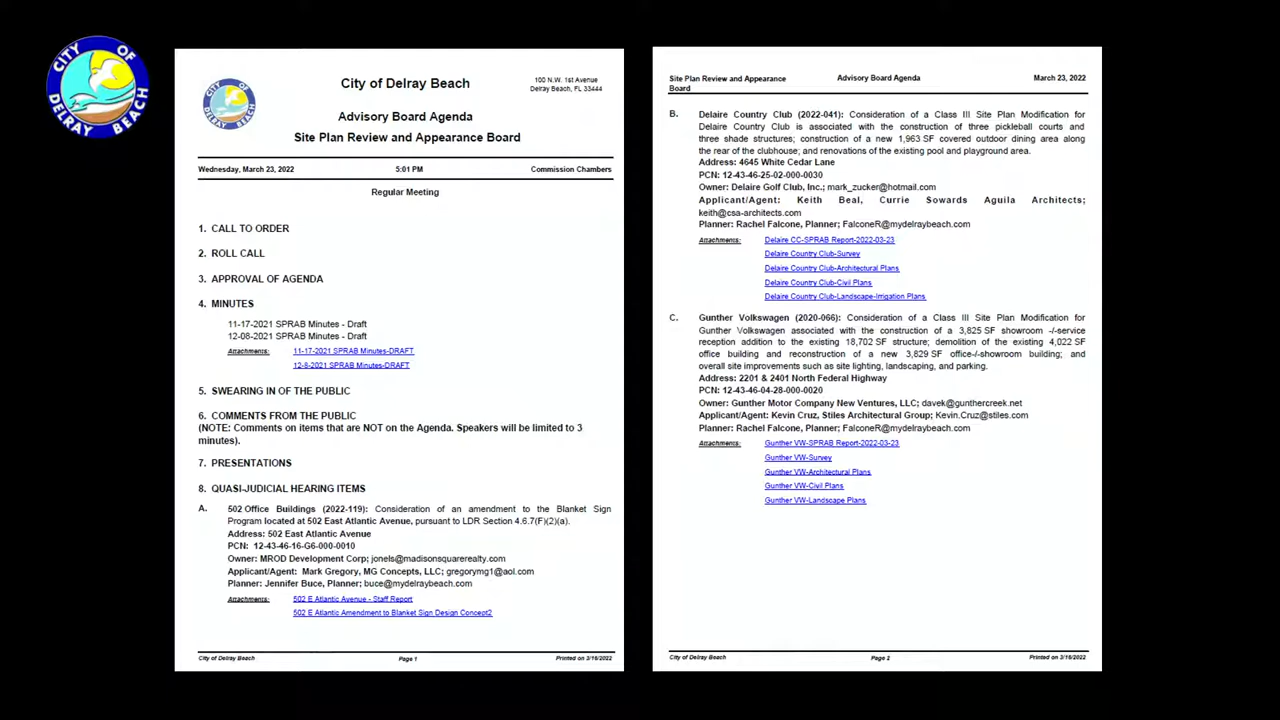 CITY OF DELRAY BEACH
CITY OF DELRAY BEACH
City of Delray Beach
100 N.W. 1st Avenue
Delray Beach, FL 33444
Advisory Board Agenda
Site Plan Review and Appearance Board
Wednesday, March 23, 2022 5:01 PM Commission Chambers
Regular Meeting
1. CALL TO ORDER
2. ROLL CALL
3. APPROVAL OF AGENDA
4. MINUTES
11-17-2021 SPRAB Minutes - Draft
12-08-2021 SPRAB Minutes - Draft
Attachments: 11-17-2021 SPRAB Minutes-DRAFT
12-8-2021 SPRAB Minutes-DRAFT
5. SWEARING IN OF THE PUBLIC
6. COMMENTS FROM THE PUBLIC
(NOTE: Comments on items that are NOT on the Agenda. Speakers will be limited to 3
minutes).
7. PRESENTATIONS
8. QUASI-JUDICIAL HEARING ITEMS
A. 502 Office Buildings (2022-119): Consideration of an amendment to the Blanket Sign
Program located at 502 East Atlantic Avenue, pursuant to LDR Section 4.6.7(F)(2)(a).
Address: 502 East Atlantic Avenue
PCN: 12-43-46-16-G6-000-0010
Owner: MROD Development Corp; jonels@madisonsquarerealty.com
Applicant/Agent: Mark Gregory, MG Concepts, LLC; gregorymg1@aol.com
Planner: Jennifer Buce, Planner; buce@mydelraybeach.com
Attachments: 502 E Atlantic Avenue - Staff Report
502 E Atlantic Amendment to Blanket Sign Design Concept2
City of Delray Beach Page 1 Printed on 3/16/2022
Site Plan Review and Appearance Advisory Board Agenda March 23, 2022
Board
B. Delaire Country Club (2022-041): Consideration of a Class III Site Plan Modification for
Delaire Country Club is associated with the construction of three pickleball courts and
three shade structures; construction of a new 1,963 SF covered outdoor dining area along
the rear of the clubhouse; and renovations of the existing pool and playground area.
Address: 4645 White Cedar Lane
PCN: 12-43-46-25-02-000-0030
Owner: Delaire Golf Club, Inc.; mark_zucker@hotmail.com
Applicant/Agent: Keith Beal, Currie Sowards Aguila Architects;
keith@csa-architects.com
Planner: Rachel Falcone, Planner; FalconeR@mydelraybeach.com
Attachments: Delaire CC-SPRAB Report-2022-03-23
Delaire Country Club-Survey
Delaire Country Club-Architectural Plans
Delaire Country Club-Civil Plans
Delaire Country Club-Landscape-Irrigation Plans
C. Gunther Volkswagen (2020-066): Consideration of a Class III Site Plan Modification for
Gunther Volkswagen associated with the construction of a 3,825 SF showroom -/-service
reception addition to the existing 18,702 SF structure; demolition of the existing 4,022 SF
office building and reconstruction of a new 3,829 SF office-/-showroom building; and
overall site improvements such as site lighting, landscaping, and parking.
Address: 2201 & 2401 North Federal Highway
PCN: 12-43-46-04-28-000-0020
Owner: Gunther Motor Company New Ventures, LLC; davek@gunthercreek.net
Applicant/Agent: Kevin Cruz, Stiles Architectural Group; Kevin.Cruz@stiles.com
Planner: Rachel Falcone, Planner; FalconeR@mydelraybeach.com
Attachments: Gunther VW-SPRAB Report-2022-03-23
Gunther VW-Survey
Gunther VW-Architectural Plans
Gunther VW-Civil Plans
Gunther VW-Landscape Plans
City of Delray Beach Page 2 Printed on 3/16/2022